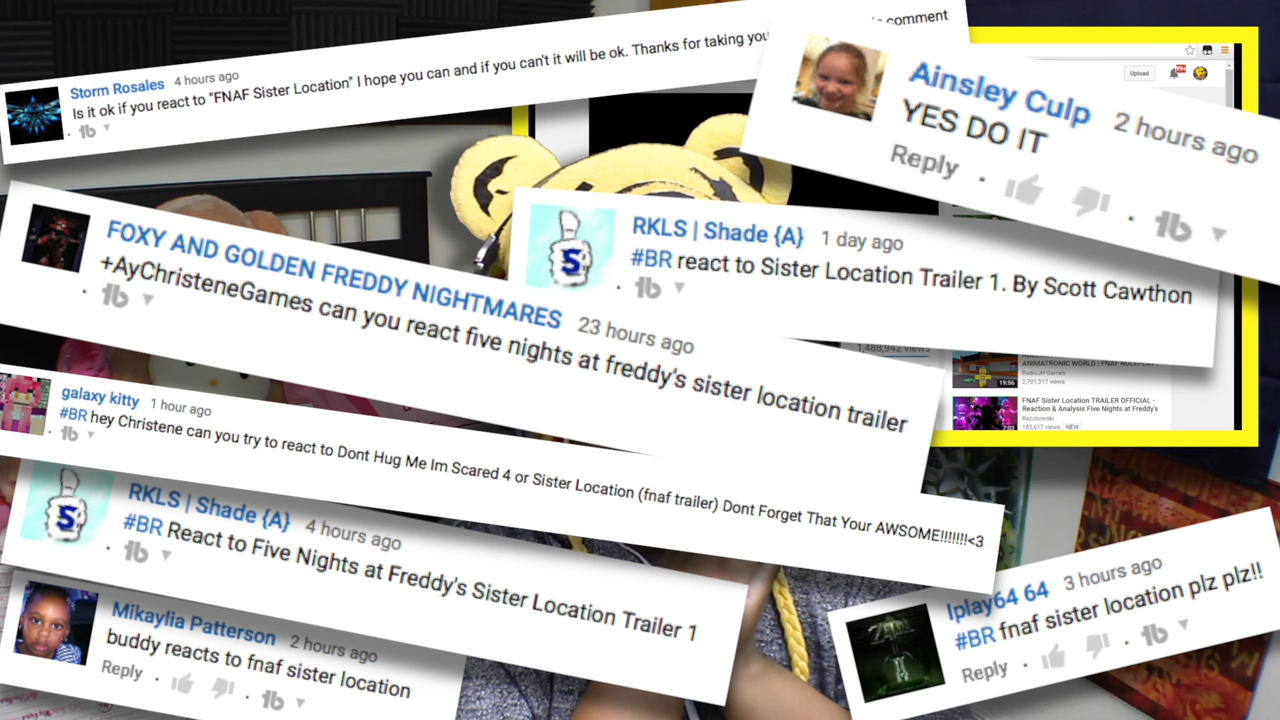 Storm Rosales 4 hours ago
Is it ok if you react to "FNAF Sister Location" I hope you can and if you can't it will be ok. Thanks for taking you
comment
Ainsley Culp 2 hours ago
YES DO IT
Reply
Upload
99+
FOXY AND GOLDEN FREDDY NIGHTMARES 23 hours ago
+AyChristeneGames can you react five nights at freddy's sister location trailer
RKLS | Shade {A} 1 day ago
#BR react to Sister Location Trailer 1. By Scott Cawthon
1,488,942 views
ANIMATRONIC WORLD | FNAF ROLEPLAY
RadioJH Games
2,701,317 views
19:56
FNAF Sister Location TRAILER OFFICIAL -
Reaction & Analysis Five Nights at Freddy's
Razzbowski
183,617 views NEW
galaxy kitty 1 hour ago
#BR hey Christene can you try to react to Dont Hug Me Im Scared 4 or Sister Location (fnaf trailer) Dont Forget That Your AWSOME!!!!!!!<3
RKLS | Shade {A} 4 hours ago
#BR React to Five Nights at Freddy's Sister Location Trailer 1
Mikaylia Patterson 2 hours ago
buddy reacts to fnaf sister location
Reply
Iplay64 64 3 hours ago
#BR fnaf sister location plz plz!!
Reply